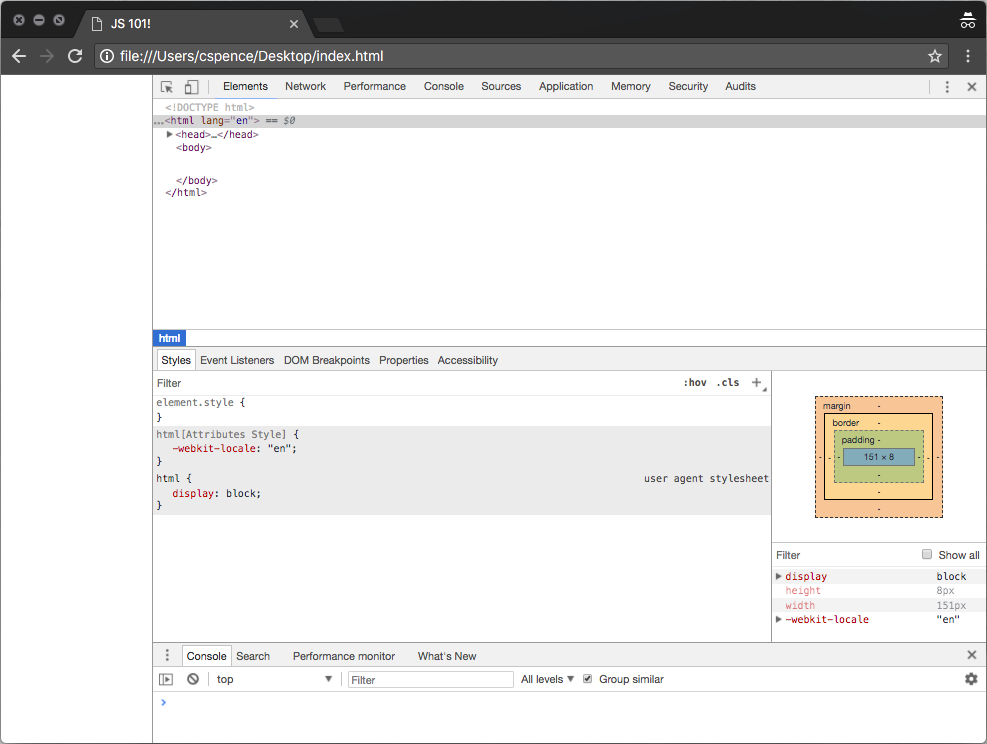 JS 101!
file:///Users/cspence/Desktop/index.html
Elements Network Performance Console Sources Application Memory Security Audits
<!DOCTYPE html>
...<html lang="en"> == $0
<head>…</head>
<body>
</body>
</html>
html
Styles Event Listeners DOM Breakpoints Properties Accessibility
Filter :hov .cls +
element.style {
}
html[Attributes Style] {
-webkit-locale: "en";
}
html { user agent stylesheet
display: block;
}
margin -
border -
padding -
- - - 151 × 8 - - -
-
-
-
Filter Show all
display block
height 8px
width 151px
-webkit-locale "en"
Console Search Performance monitor What's New
top Filter All levels Group similar